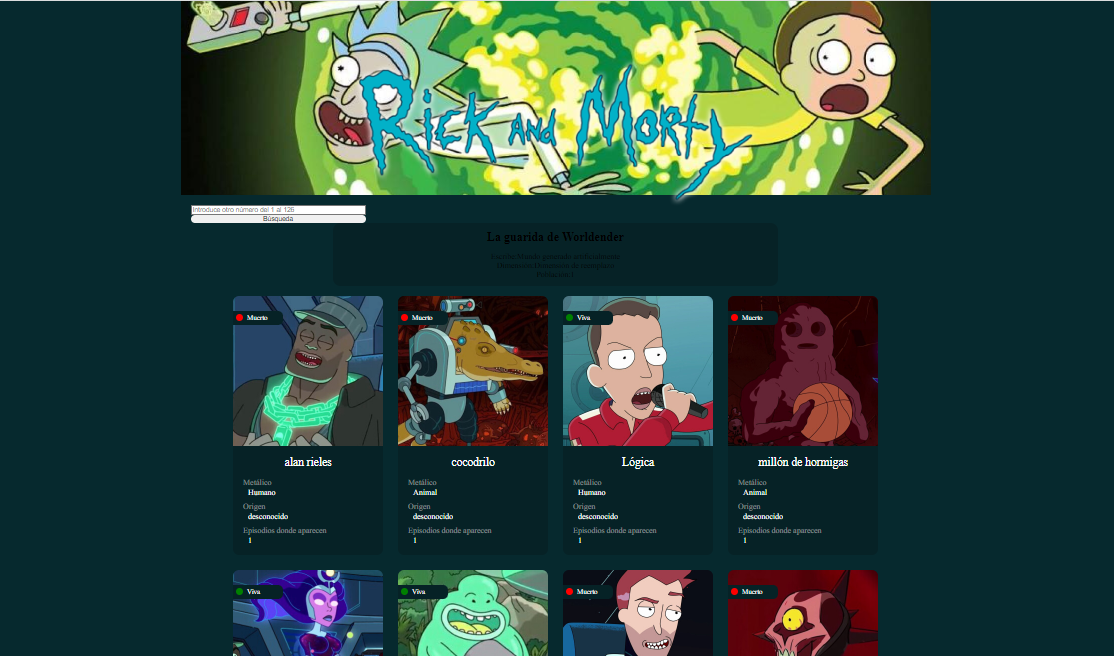 Rick and Morty
Introduce otro número del 1 al 126
Búsqueda
La guarida de Worldender
Muerto
Muerto
Viva
Muerto
alan rieles
cocodrilo
Lógica
millón de hormigas
Metálico
Humano
Origen
desconocido
Episodios donde aparecen
1
Metálico
Animal
Origen
desconocido
Episodios donde aparecen
1
Metálico
Humano
Origen
desconocido
Episodios donde aparecen
1
Metálico
Animal
Origen
desconocido
Episodios donde aparecen
1
Viva
Viva
Muerto
Muerto